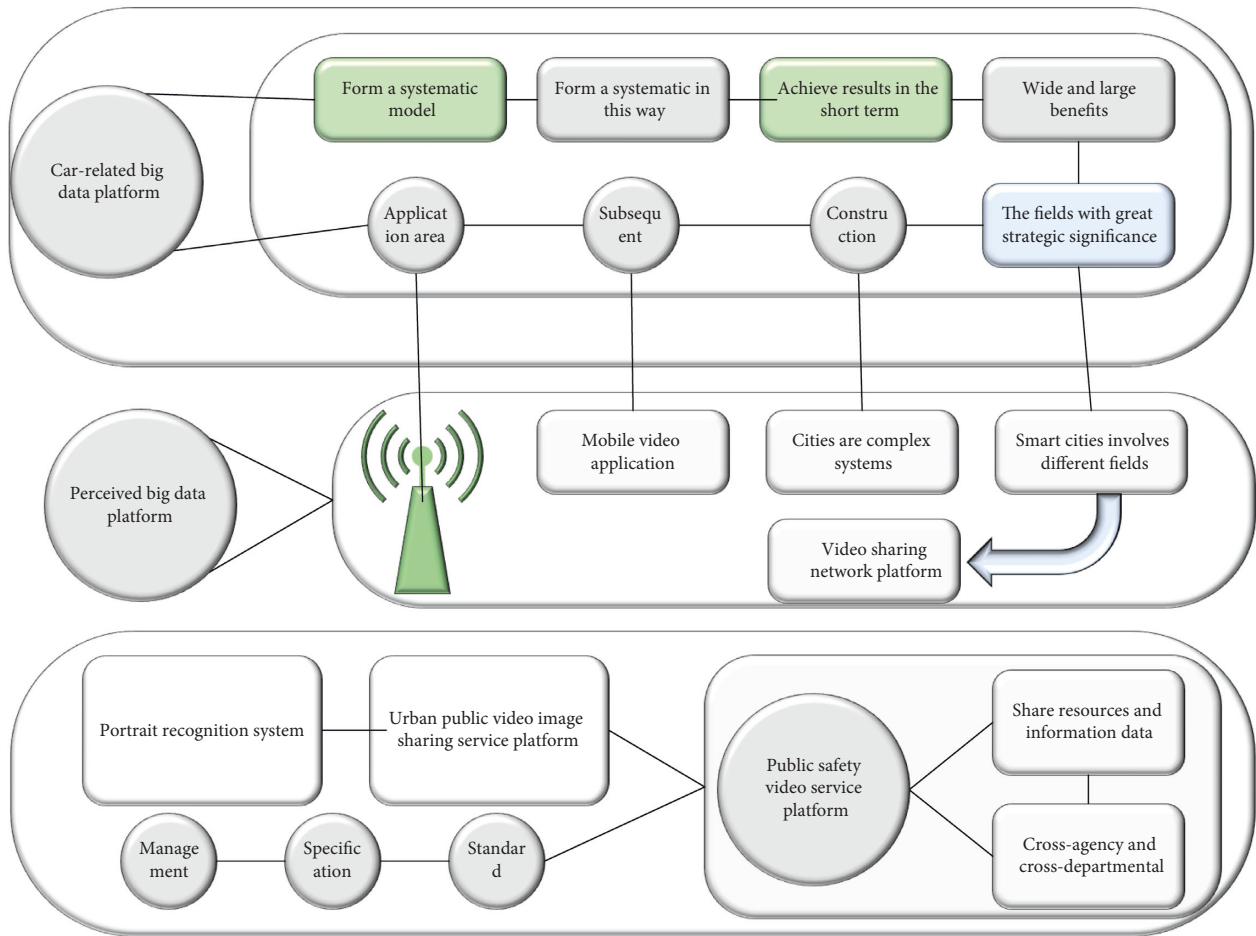 Form a systematic
model
Form a systematic in
this way
Achieve results in the
short term
Wide and large
benefits
Car-related big
data platform
Applicat
ion area
Subsequ
ent
Constru
ction
The fields with great
strategic significance
Mobile video
application
Cities are complex
systems
Smart cities involves
different fields
Perceived big data
platform
Video sharing
network platform
Portrait recognition system
Urban public video image
sharing service platform
Share resources and
information data
Public safety
video service
platform
Manage
ment
Specific
ation
Standar
d
Cross-agency and
cross-departmental